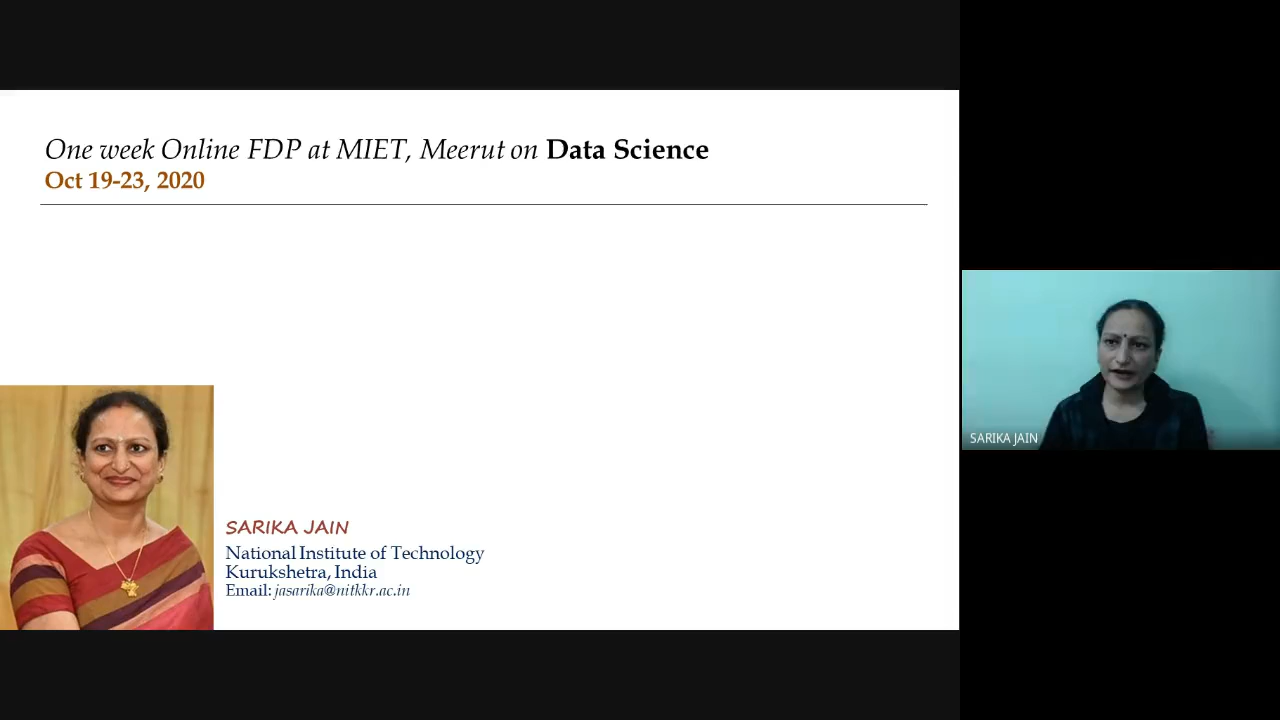 One week Online FDP at MIET, Meerut on Data Science
Oct 19-23, 2020
SARIKA JAIN
National Institute of Technology
Kurukshetra, India
Email: jasarika@nitkkr.ac.in
SARIKA JAIN